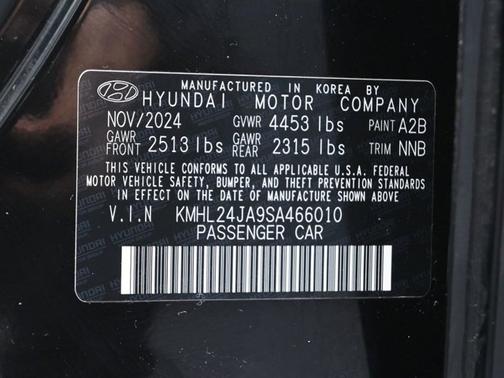 MANUFACTURED IN KOREA BY
HYUNDAI MOTOR COMPANY
NOV/2024 GVWR 4453 lbs PAINT A2B
GAWR FRONT 2513 lbs GAWR REAR 2315 lbs TRIM NNB
THIS VEHICLE CONFORMS TO ALL APPLICABLE U.S.A. FEDERAL
MOTOR VEHICLE SAFETY, BUMPER, AND THEFT PREVENTION
STANDARDS IN EFFECT ON THE DATE OF MANUFACTURE SHOWN ABOVE
V.I.N KMHL24JA9SA466010
PASSENGER CAR